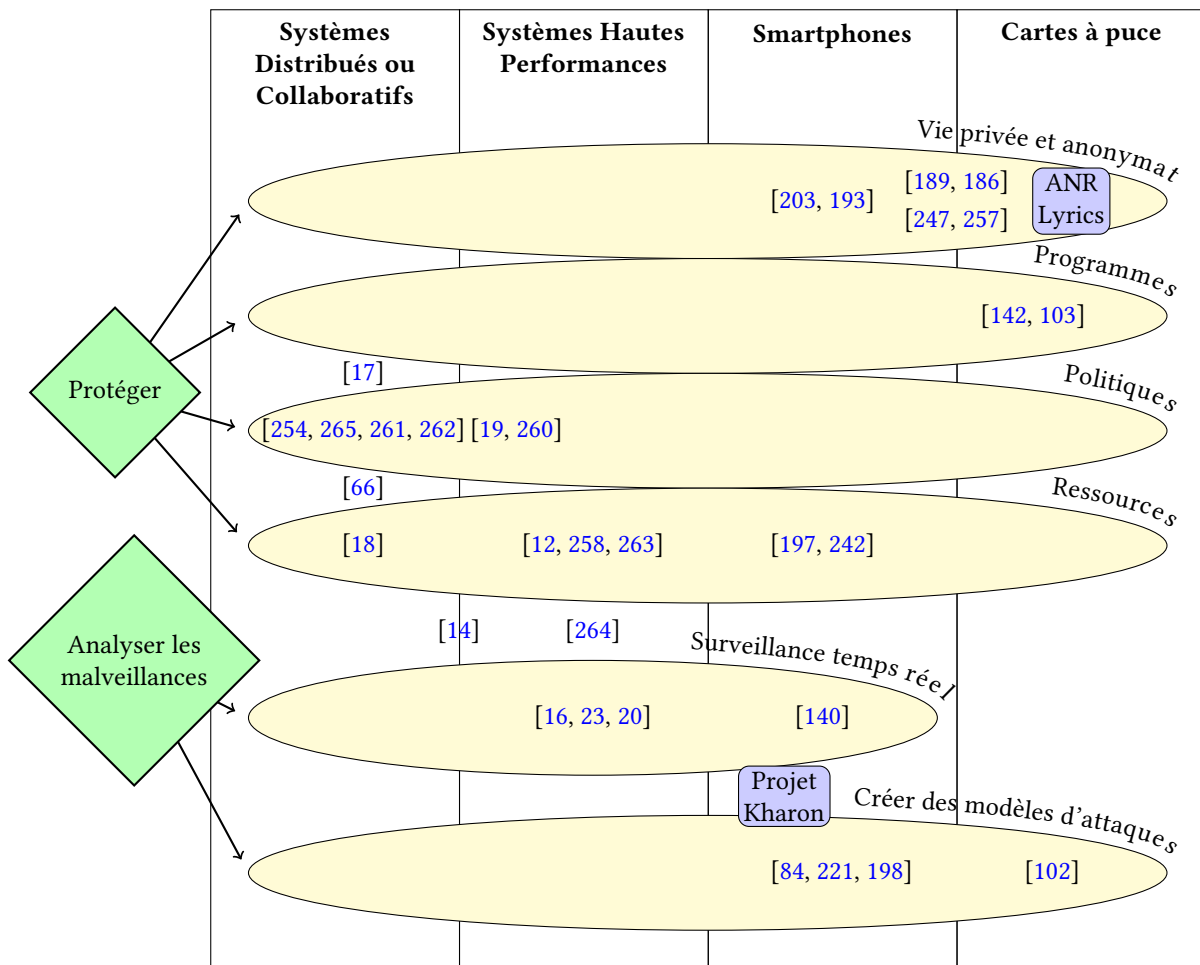 Systèmes
Distribués ou
Collaboratifs
Systèmes Hautes
Performances
Smartphones
Cartes à puce
Vie privée et anonymat
[203, 193]
[189, 186]
[247, 257]
ANR
Lyrics
Programmes
[142, 103]
Protéger
[17]
Politiques
[254, 265, 261, 262]
[19, 260]
[66]
Ressources
[18]
[12, 258, 263]
[197, 242]
Analyser les
malveillances
[14]
[264]
Surveillance temps réel
[16, 23, 20]
[140]
Projet
Kharon
Créer des modèles d'attaques
[84, 221, 198]
[102]